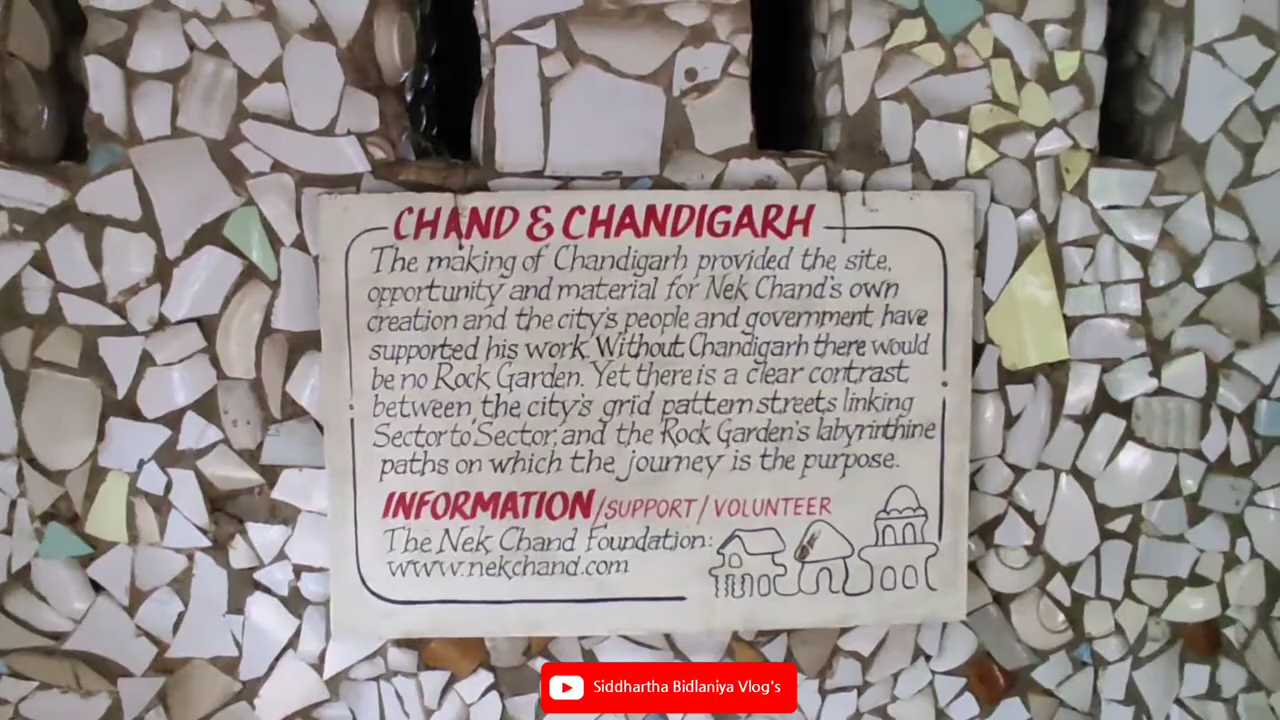 CHAND & CHANDIGARH
The making of Chandigarh provided the site,
opportunity and material for Nek Chand's own
creation and the city's people and government have
supported his work. Without Chandigarh there would
be no Rock Garden. Yet there is a clear contrast
between the city's grid pattern streets linking
Sector to Sector, and the Rock Garden's labyrinthine
paths on which the journey is the purpose.
INFORMATION/SUPPORT/VOLUNTEER
The Nek Chand Foundation:
www.nekchand.com
Siddhartha Bidlaniya Vlog's